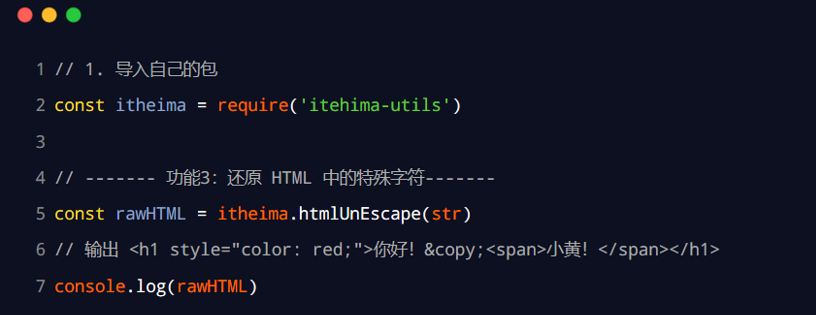 1 // 1. 导入自己的包
2 const itheima = require('itehima-utils')
3
4 // ------- 功能3：还原 HTML 中的特殊字符-------
5 const rawHTML = itheima.htmlUnEscape(str)
6 // 输出 <h1 style="color: red;">你好！&copy;<span>小黄！</span></h1>
7 console.log(rawHTML)